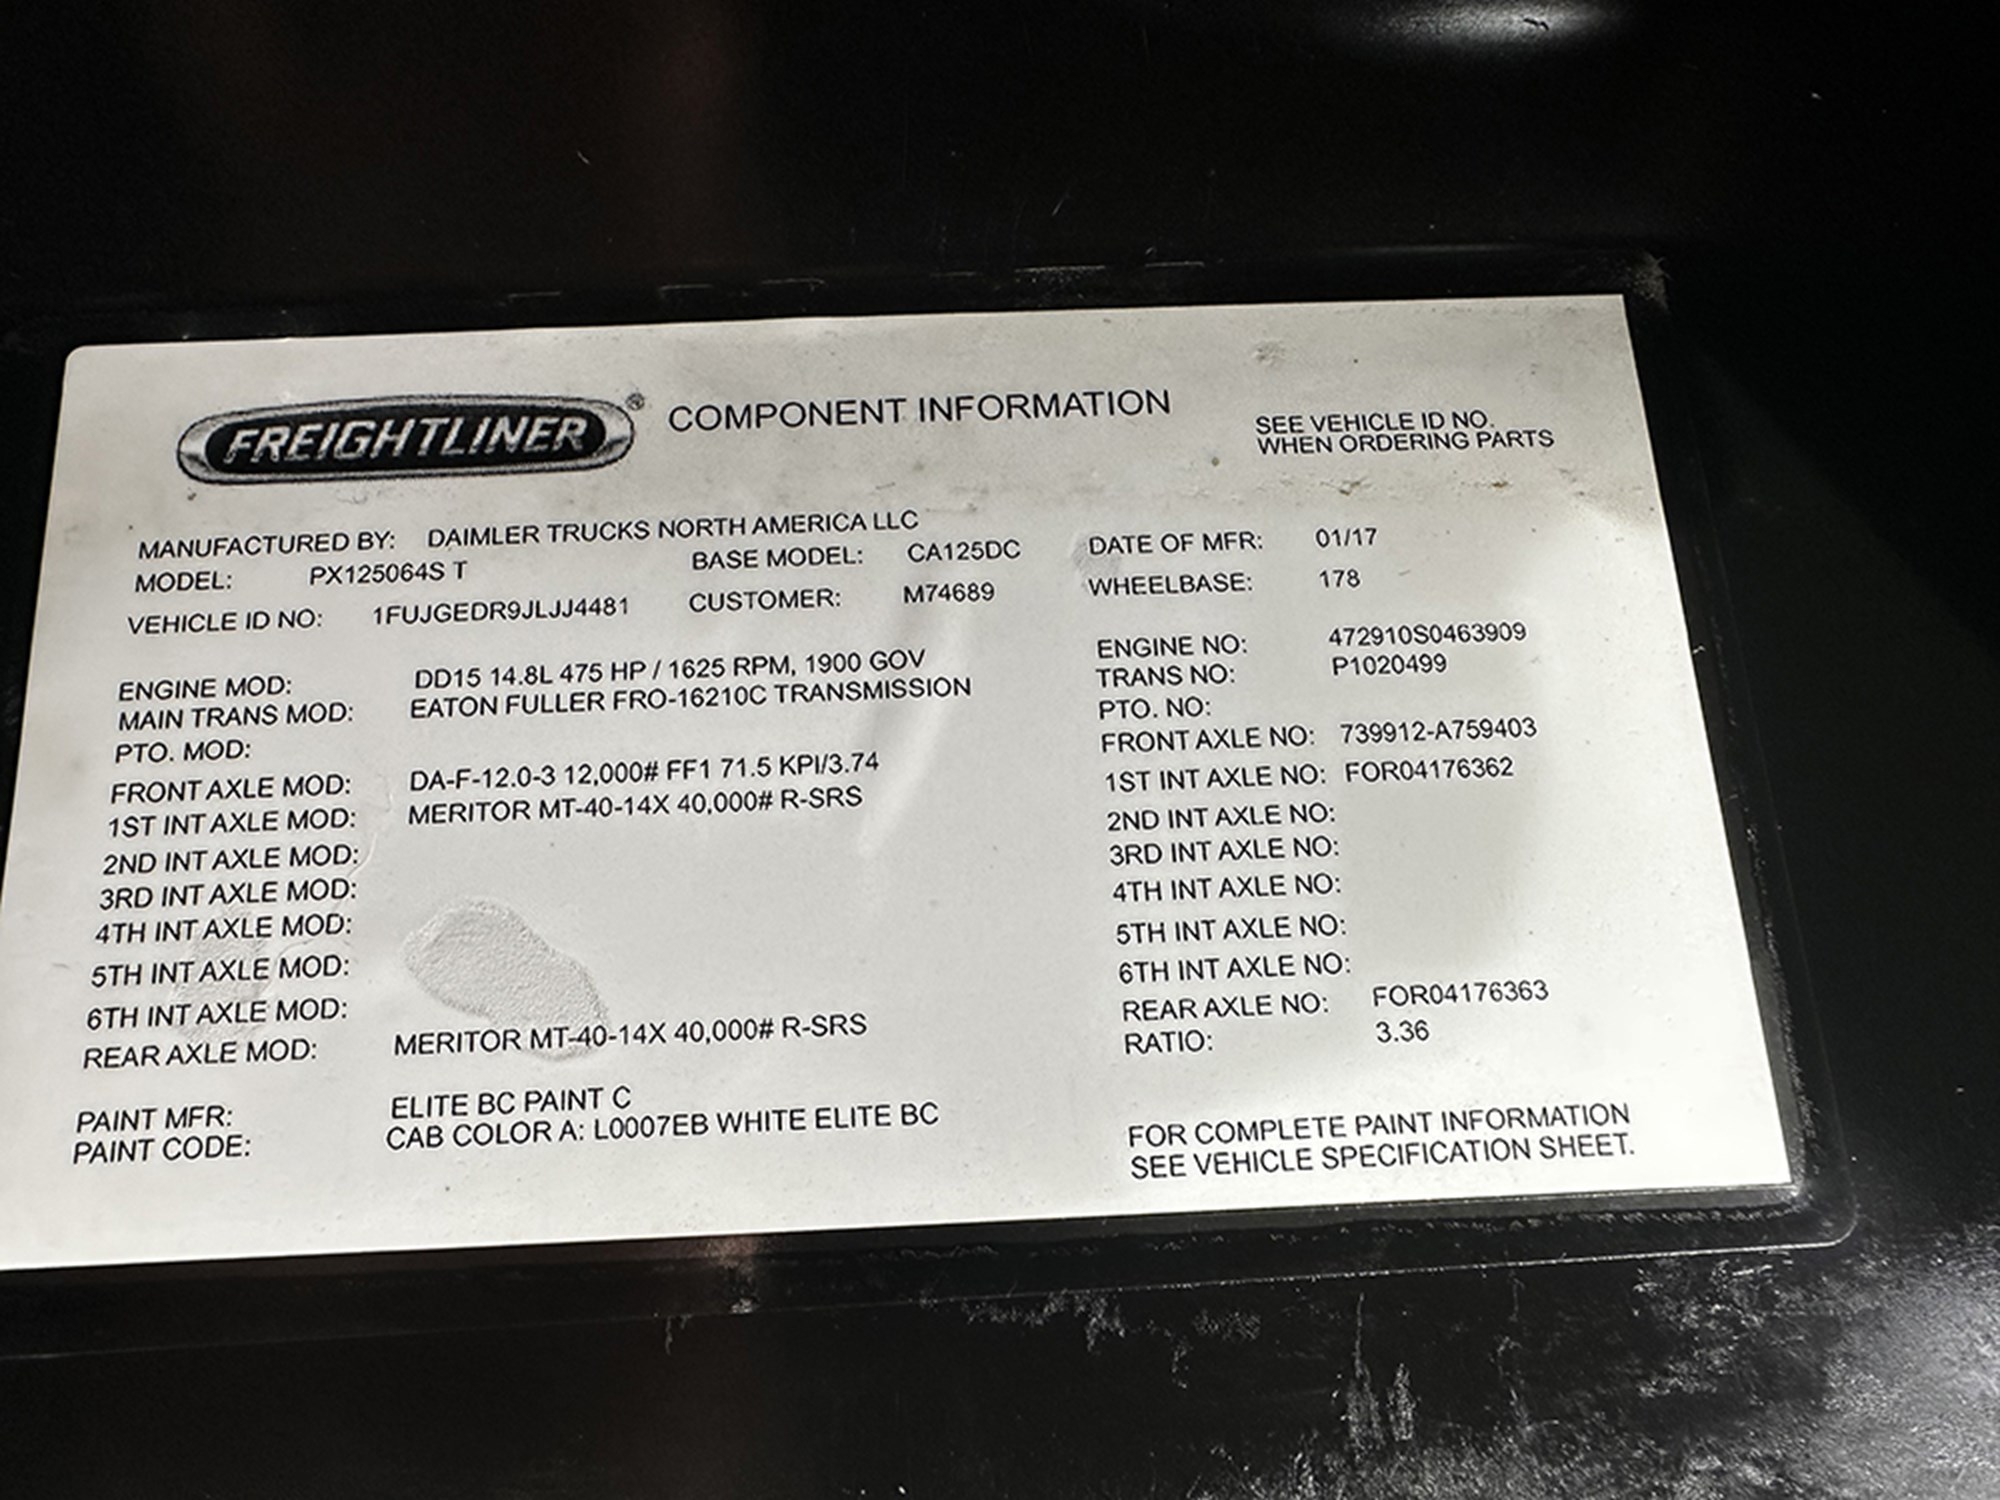 FREIGHTLINER® COMPONENT INFORMATION
SEE VEHICLE ID NO.
WHEN ORDERING PARTS
MANUFACTURED BY: DAIMLER TRUCKS NORTH AMERICA LLC
MODEL: PX125064S T BASE MODEL: CA125DC DATE OF MFR: 01/17
VEHICLE ID NO: 1FUJGEDR9JLJJ4481 CUSTOMER: M74689 WHEELBASE: 178
ENGINE MOD: DD15 14.8L 475 HP / 1625 RPM, 1900 GOV ENGINE NO: 472910S0463909
MAIN TRANS MOD: EATON FULLER FRO-16210C TRANSMISSION TRANS NO: P1020499
PTO. MOD: PTO. NO:
FRONT AXLE MOD: DA-F-12.0-3 12,000# FF1 71.5 KPI/3.74 FRONT AXLE NO: 739912-A759403
1ST INT AXLE MOD: MERITOR MT-40-14X 40,000# R-SRS 1ST INT AXLE NO: FOR04176362
2ND INT AXLE MOD: 2ND INT AXLE NO:
3RD INT AXLE MOD: 3RD INT AXLE NO:
4TH INT AXLE MOD: 4TH INT AXLE NO:
5TH INT AXLE MOD: 5TH INT AXLE NO:
6TH INT AXLE MOD: 6TH INT AXLE NO:
REAR AXLE MOD: MERITOR MT-40-14X 40,000# R-SRS REAR AXLE NO: FOR04176363
RATIO: 3.36
PAINT MFR: ELITE BC PAINT C
PAINT CODE: CAB COLOR A: L0007EB WHITE ELITE BC
FOR COMPLETE PAINT INFORMATION
SEE VEHICLE SPECIFICATION SHEET.